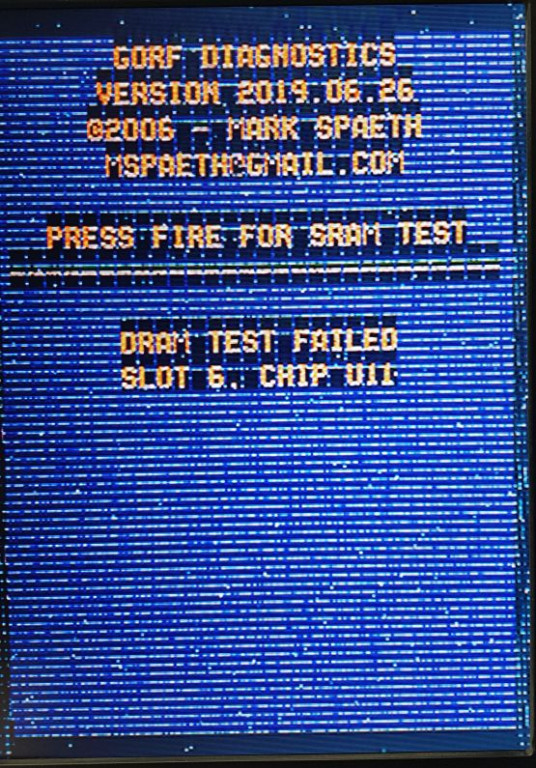 GORF DIAGNOSTICS
VERSION 2019.06.26
©2006 - MARK SPAETH
MSPAETH@GMAIL.COM
PRESS FIRE FOR SRAM TEST
DRAM TEST FAILED
SLOT 6, CHIP U11